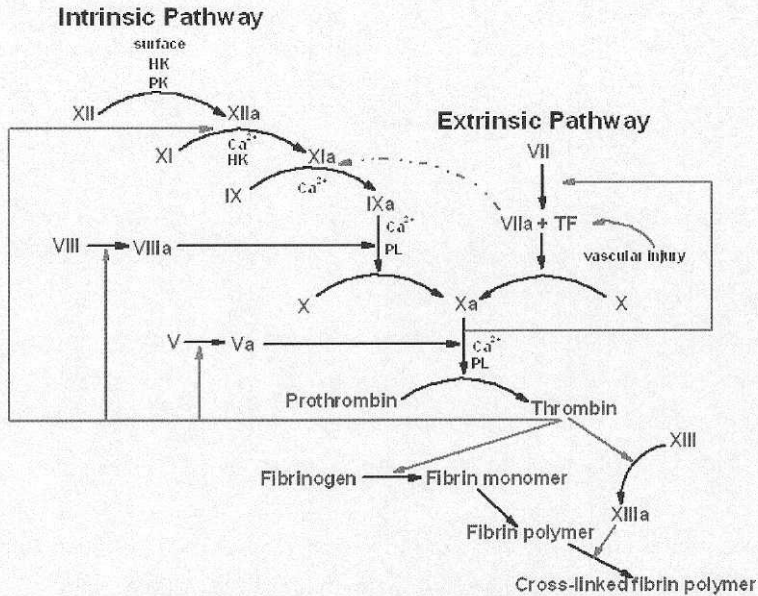 Intrinsic Pathway
surface
HK
PK
XII
XIIa
Extrinsic Pathway
XI
Ca2+
HK
XIa
VII
IX
Ca2+
IXa
Ca2+
PL
VIIa + TF
vascular injury
VIII
VIIIa
X
Xa
X
V
Va
Ca2+
PL
Prothrombin
Thrombin
XIII
Fibrinogen
Fibrin monomer
XIIIa
Fibrin polymer
Cross-linked fibrin polymer